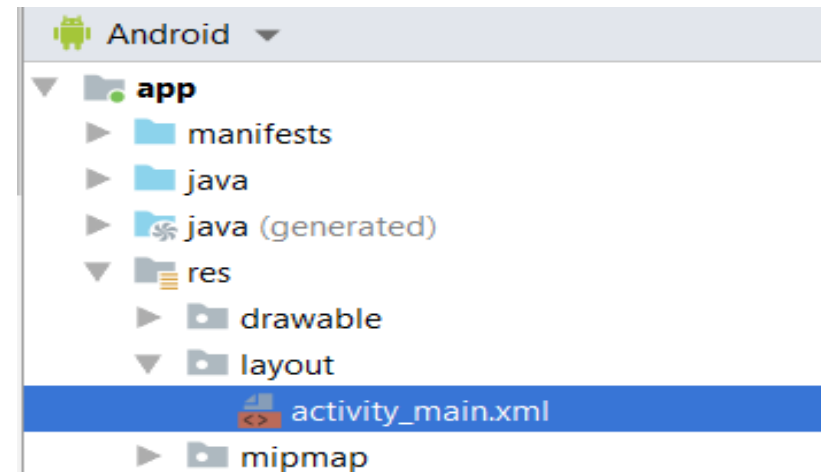 Android
app
manifests
java
java (generated)
res
drawable
layout
activity_main.xml
mipmap